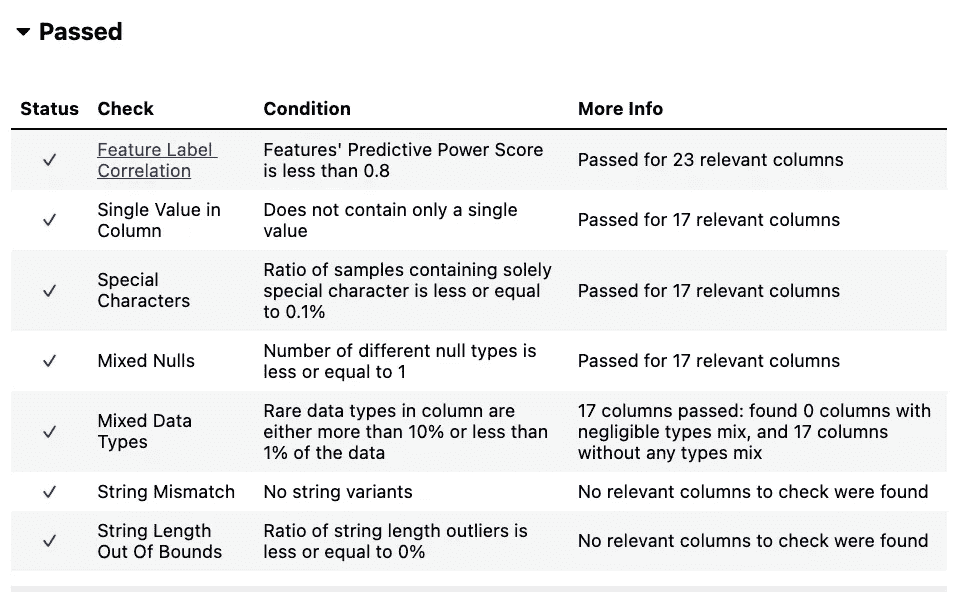 Passed
Status Check Condition More Info
Feature Label
Correlation
Features' Predictive Power Score
is less than 0.8
Passed for 23 relevant columns
Single Value in
Column
Does not contain only a single
value
Passed for 17 relevant columns
Special
Characters
Ratio of samples containing solely
special character is less or equal
to 0.1%
Passed for 17 relevant columns
Mixed Nulls
Number of different null types is
less or equal to 1
Passed for 17 relevant columns
Mixed Data
Types
Rare data types in column are
either more than 10% or less than
1% of the data
17 columns passed: found 0 columns with
negligible types mix, and 17 columns
without any types mix
String Mismatch
No string variants
No relevant columns to check were found
String Length
Out Of Bounds
Ratio of string length outliers is
less or equal to 0%
No relevant columns to check were found